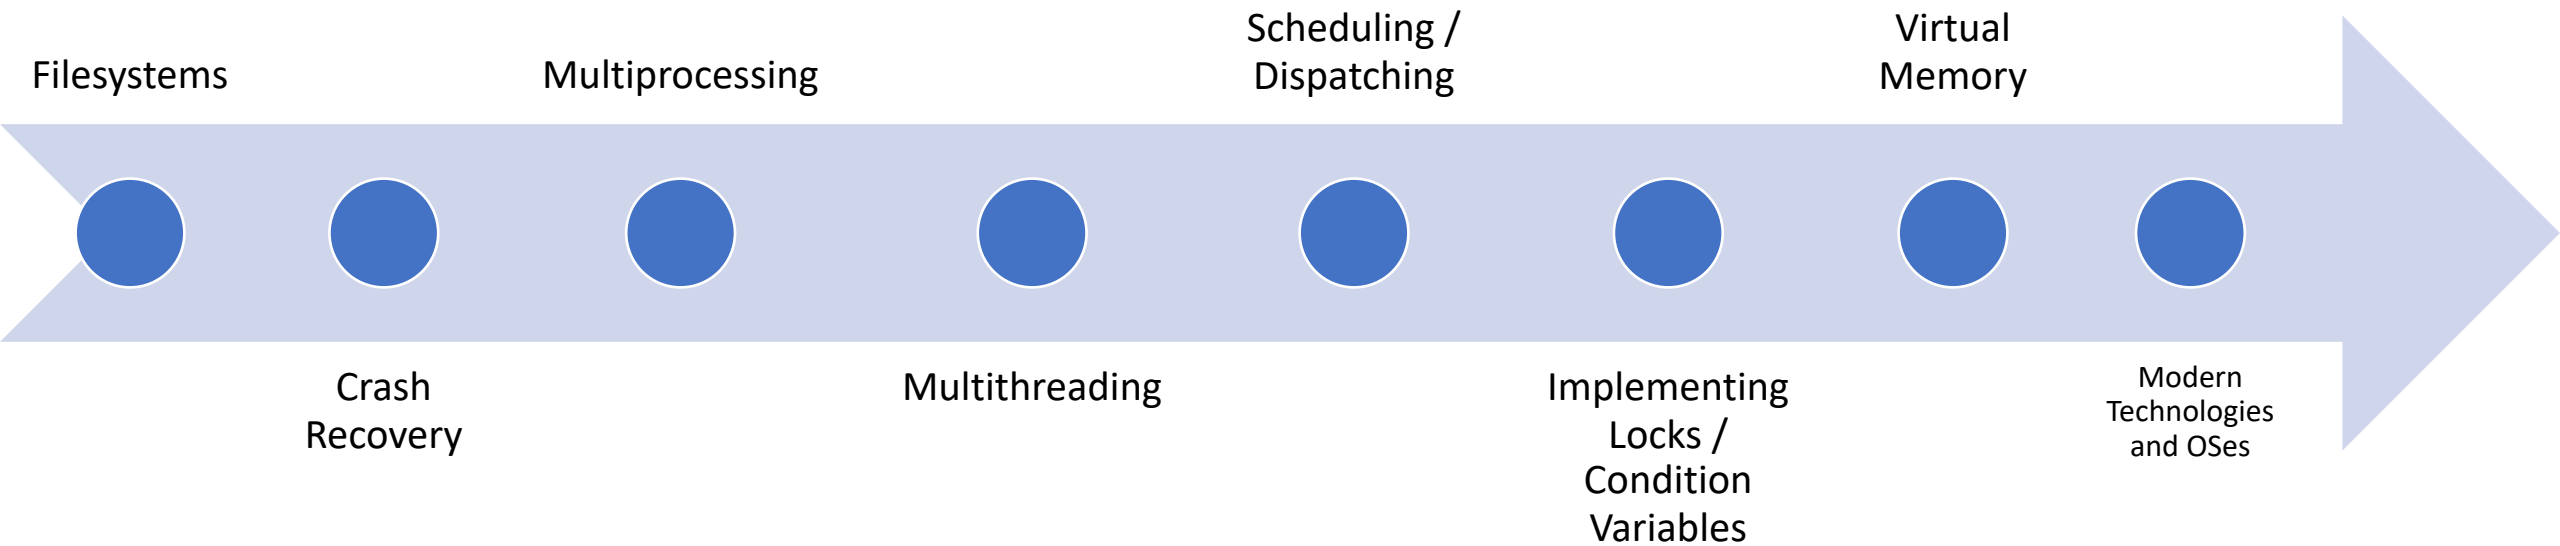 Filesystems
Crash
Recovery
Multiprocessing
Multithreading
Scheduling /
Dispatching
Implementing
Locks /
Condition
Variables
Virtual
Memory
Modern
Technologies
and OSes